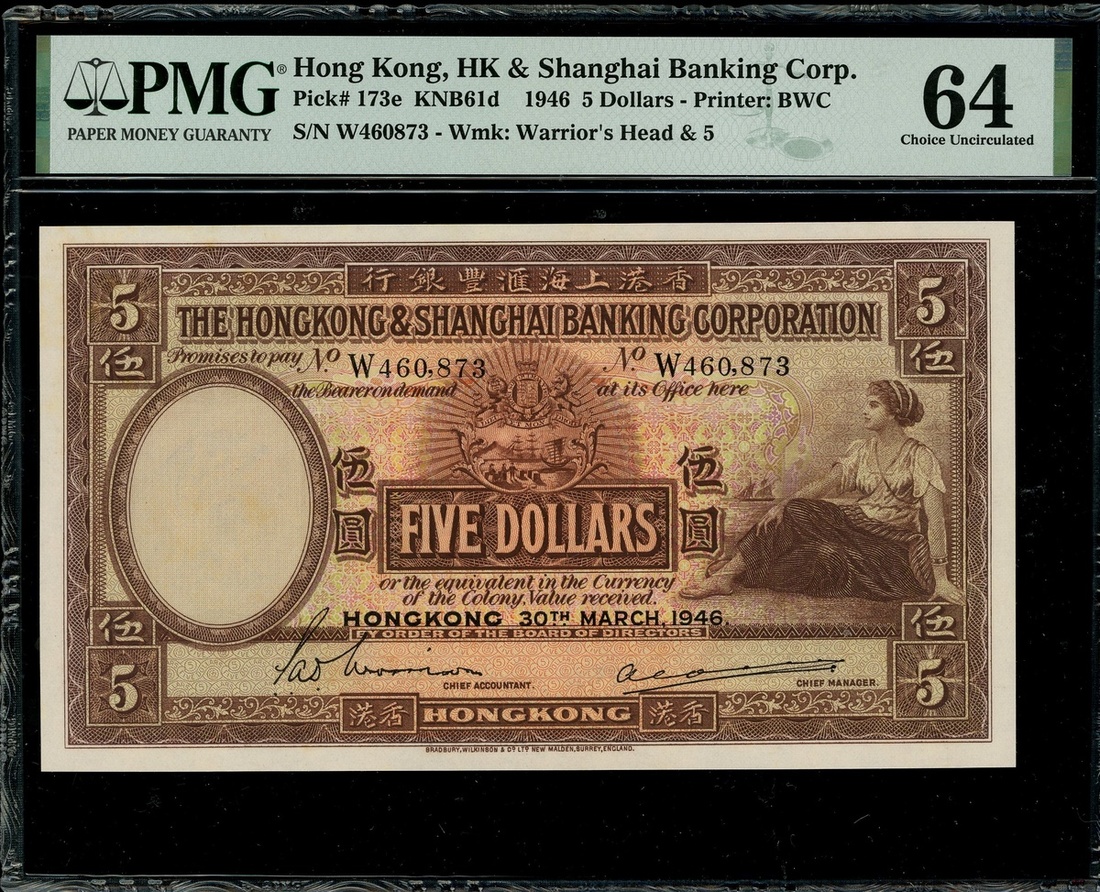 PMG® Hong Kong, HK & Shanghai Banking Corp.
Pick# 173e KNB61d 1946 5 Dollars - Printer: BWC
PAPER MONEY GUARANTY S/N W460873 - Wmk: Warrior's Head & 5
64
Choice Uncirculated
5 行銀豐滙海上港香 5
THE HONGKONG & SHANGHAI BANKING CORPORATION
伍 伍
Promises to pay No. W460,873 No. W460,873
the Bearer on demand at its Office here
伍圓 伍圓
FIVE DOLLARS
or the equivalent in the Currency
of the Colony, Value received.
HONGKONG 30TH MARCH, 1946.
BY ORDER OF THE BOARD OF DIRECTORS
伍 伍
CHIEF ACCOUNTANT. CHIEF MANAGER.
5 港香 HONGKONG 港香 5
BRADBURY, WILKINSON & Co. LTD NEW MALDEN, SURREY, ENGLAND.